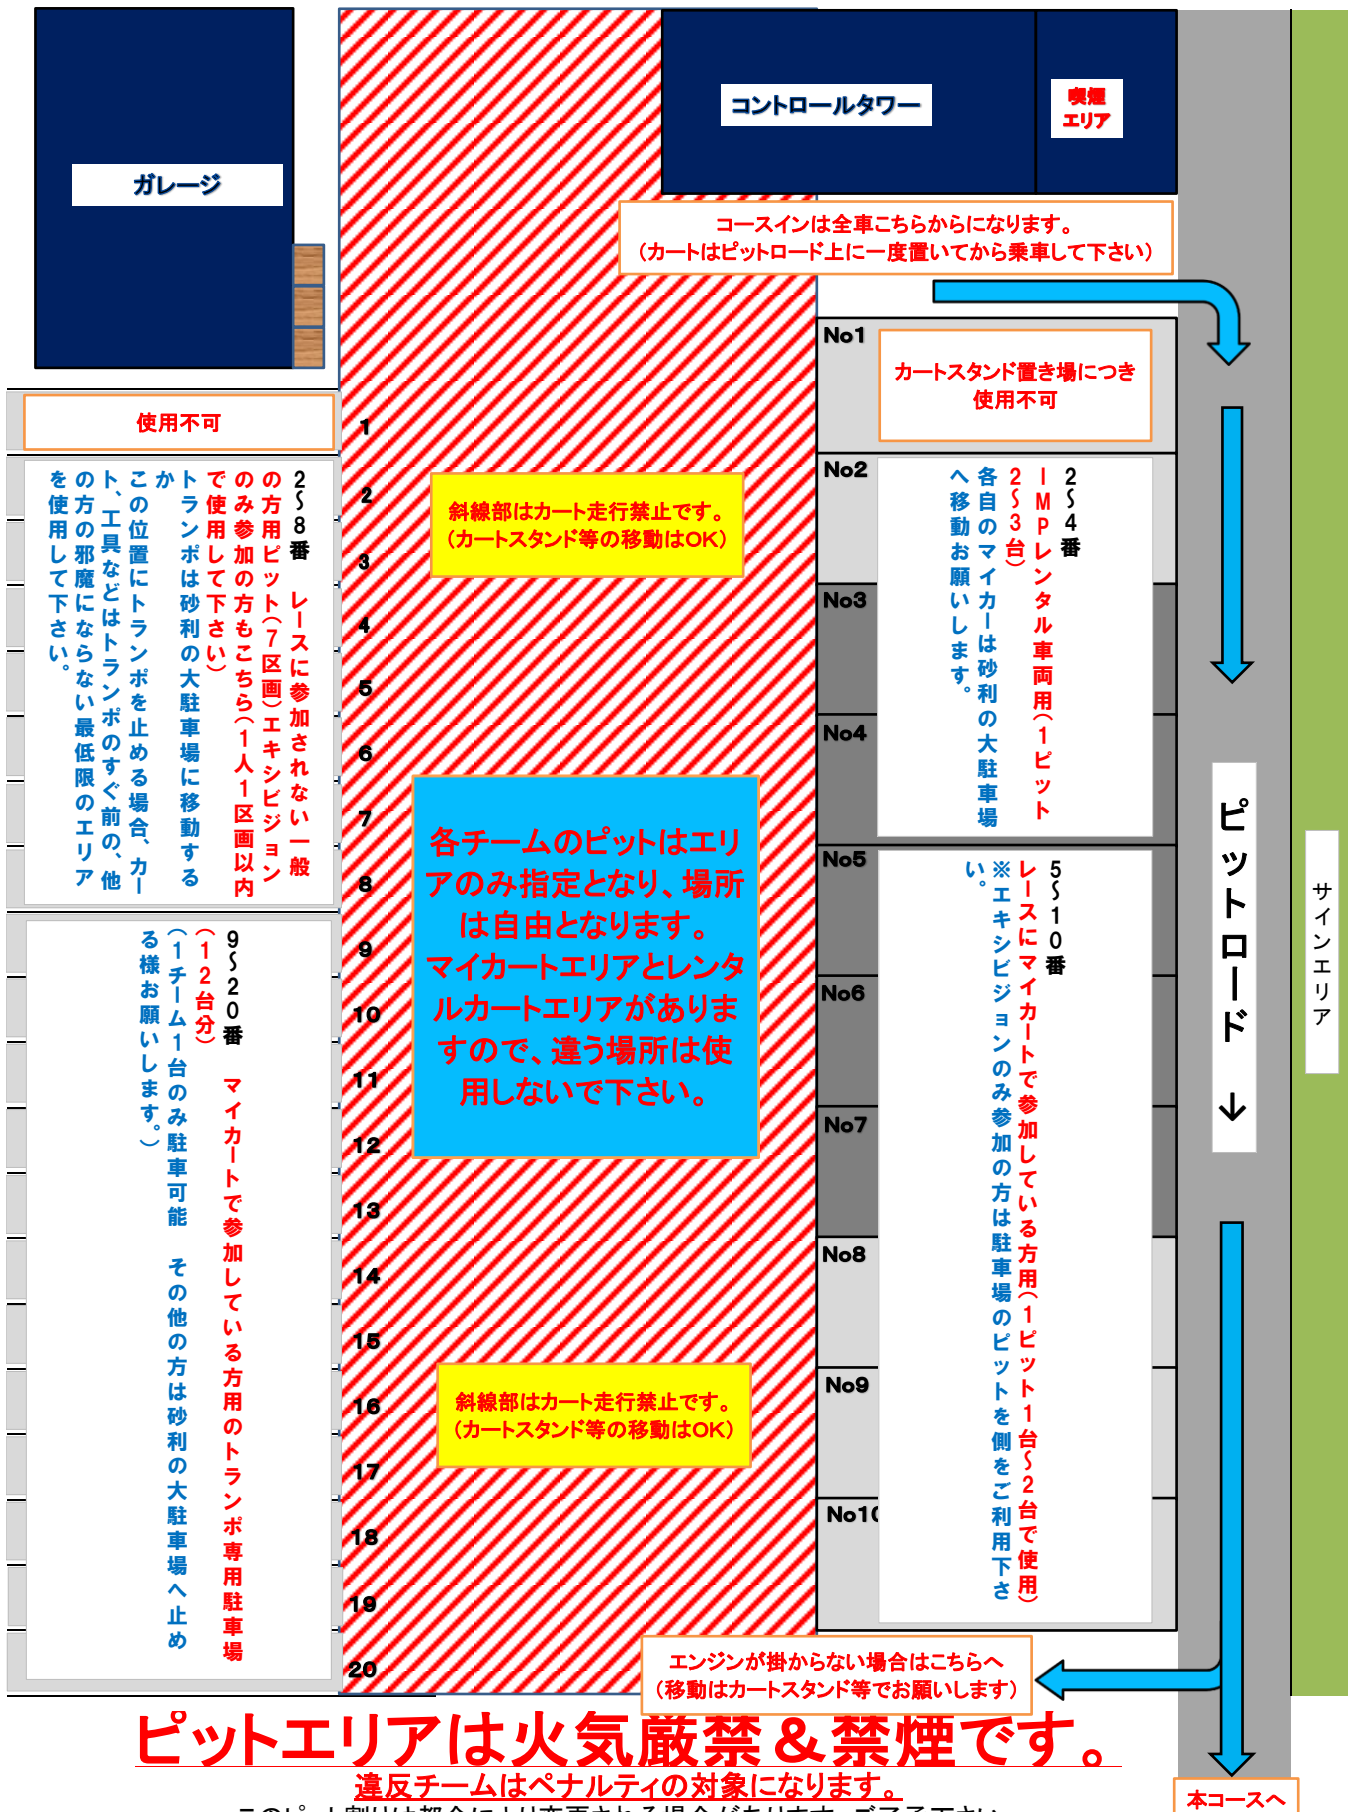 ガレージ
コントロールタワー
喫煙
エリア
コースインは全車こちらからになります。
（カートはピットロード上に一度置いてから乗車して下さい）
使用不可
No1
カートスタンド置き場につき
使用不可
斜線部はカート走行禁止です。
（カートスタンド等の移動はOK）
1
2
3
4
5
6
7
8
9
10
11
12
13
14
15
16
17
18
19
20
2～8番　レースに参加されない一般
の方用ピット（7区画）エキシビジョン
のみ参加の方もこちら（1人1区画以内
で使用して下さい）
トランポは砂利の大駐車場に移動する
か
この位置にトランポを止める場合、カー
ト、工具などはトランポのすぐ前の、他
の方の邪魔にならない最低限のエリア
を使用して下さい。
9～20番　マイカートで参加している方用のトランポ専用駐車場
（12台分）
（1チーム1台のみ駐車可能　その他の方は砂利の大駐車場へ止め
る様お願いします。）
各チームのピットはエリ
アのみ指定となり、場所
は自由となります。
マイカートエリアとレンタ
ルカートエリアがありま
すので、違う場所は使
用しないで下さい。
No2
No3
No4
2～4番
IMPレンタル車両用（1ピット
2～3台）
各自のマイカーは砂利の大駐車場
へ移動お願いします。
No5
No6
No7
No8
No9
No10
5～10番
レースにマイカートで参加している方用（1ピット1台～2台で使用）
※エキシビジョンのみ参加の方は駐車場のピットを側をご利用下さ
い。
ピットロード　↓
サインエリア
斜線部はカート走行禁止です。
（カートスタンド等の移動はOK）
エンジンが掛からない場合はこちらへ
（移動はカートスタンド等でお願いします）
本コースへ
ピットエリアは火気厳禁＆禁煙です。
違反チームはペナルティの対象になります。
このピット割りは都合により変更される場合があります。ご了承下さい。